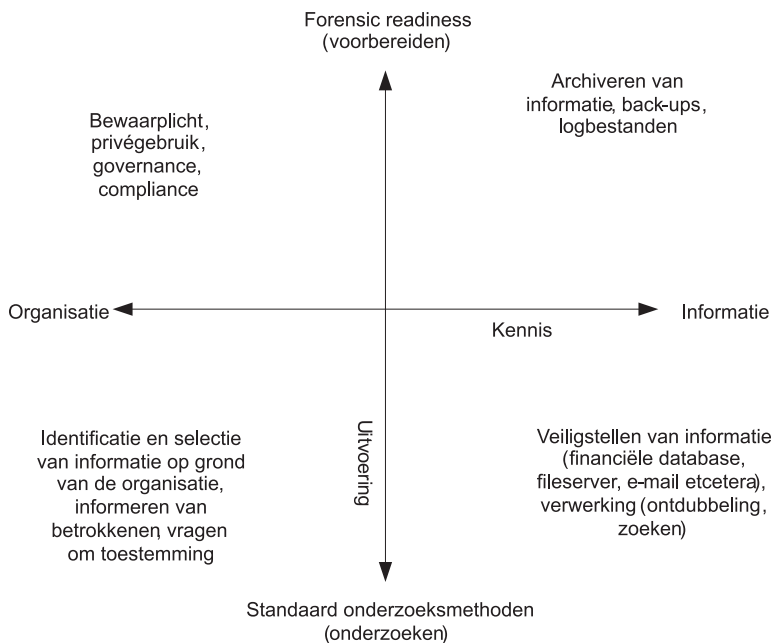 Forensic readiness
(voorbereiden)
Archiveren van
informatie, back-ups,
logbestanden
Bewaarplicht,
privégebruik,
governance,
compliance
Organisatie
Informatie
Kennis
Uitvoering
Identificatie en selectie
van informatie op grond
van de organisatie,
informeren van
betrokkenen, vragen
om toestemming
Veiligstellen van informatie
(financiële database,
fileserver, e-mail etcetera),
verwerking (ontdubbeling,
zoeken)
Standaard onderzoeksmethoden
(onderzoeken)